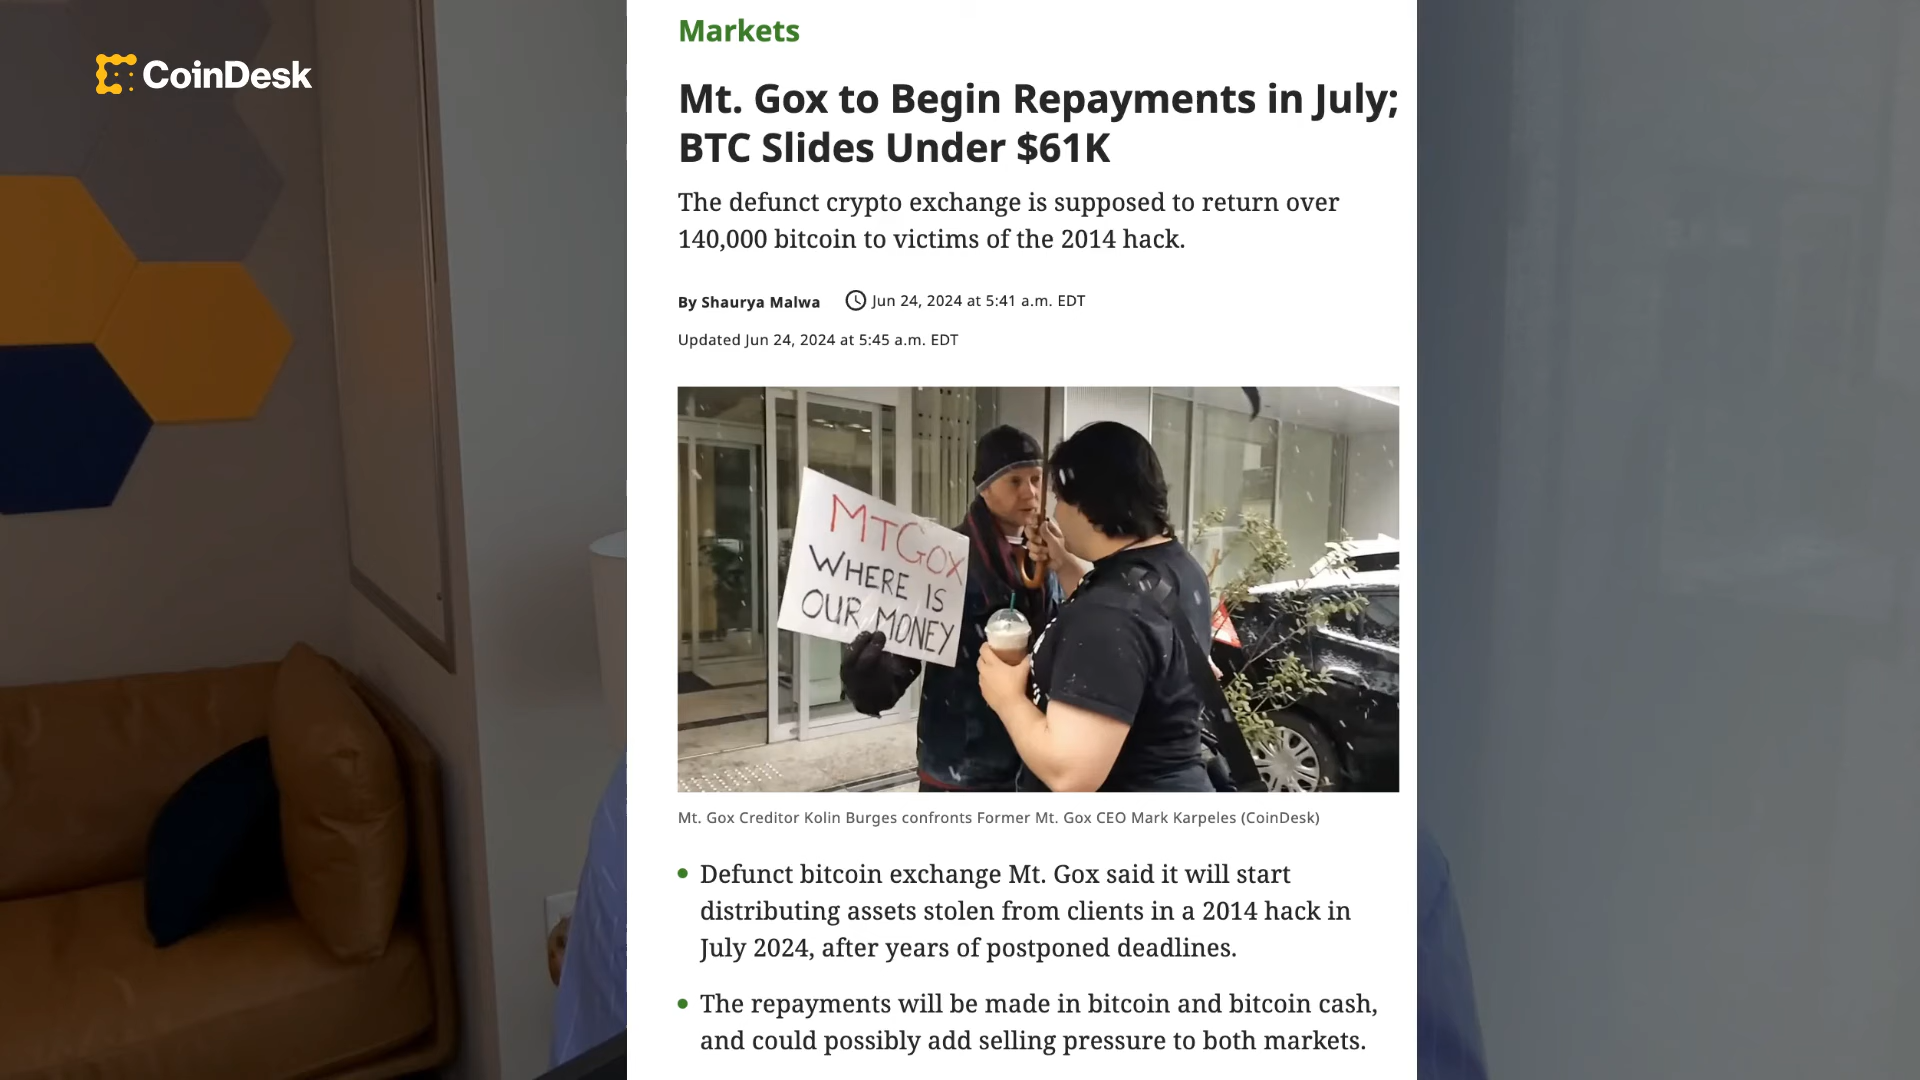 CoinDesk
Markets
Mt. Gox to Begin Repayments in July;
BTC Slides Under $61K
The defunct crypto exchange is supposed to return over
140,000 bitcoin to victims of the 2014 hack.
By Shaurya Malwa Jun 24, 2024 at 5:41 a.m. EDT
Updated Jun 24, 2024 at 5:45 a.m. EDT
MTGOX
WHERE IS
OUR MONEY
Mt. Gox Creditor Kolin Burges confronts Former Mt. Gox CEO Mark Karpeles (CoinDesk)
• Defunct bitcoin exchange Mt. Gox said it will start
distributing assets stolen from clients in a 2014 hack in
July 2024, after years of postponed deadlines.
• The repayments will be made in bitcoin and bitcoin cash,
and could possibly add selling pressure to both markets.